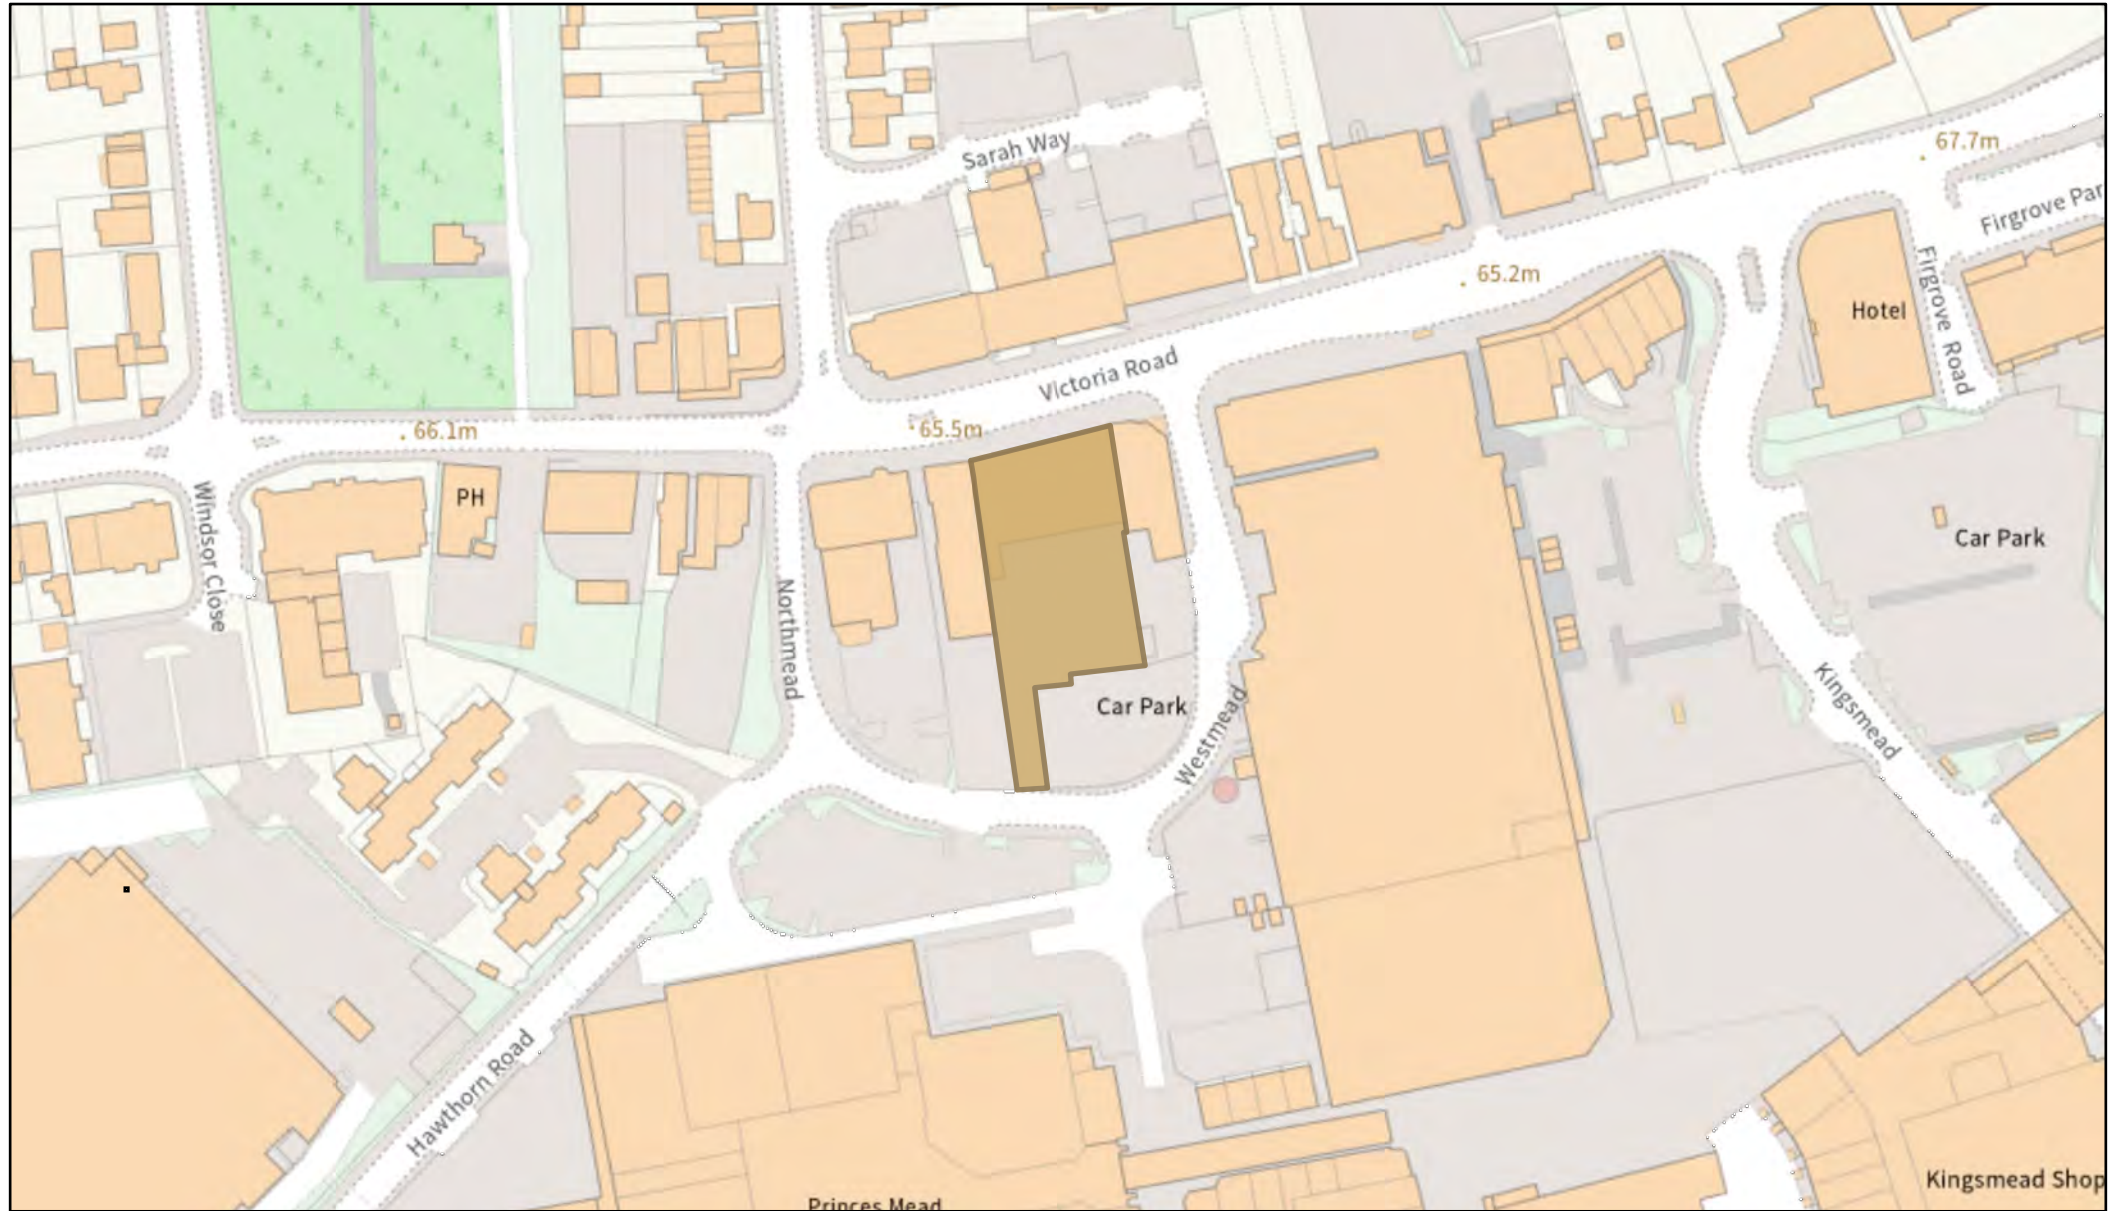 Sarah Way
67.7m
Firgrove Par
65.2m
Firgrove Road
Hotel
Victoria Road
66.1m
65.5m
PH
Windsor Close
Car Park
Northmead
Car Park
Westmead
Kingsmead
Hawthorn Road
Kingsmead Shop
Princes Mead